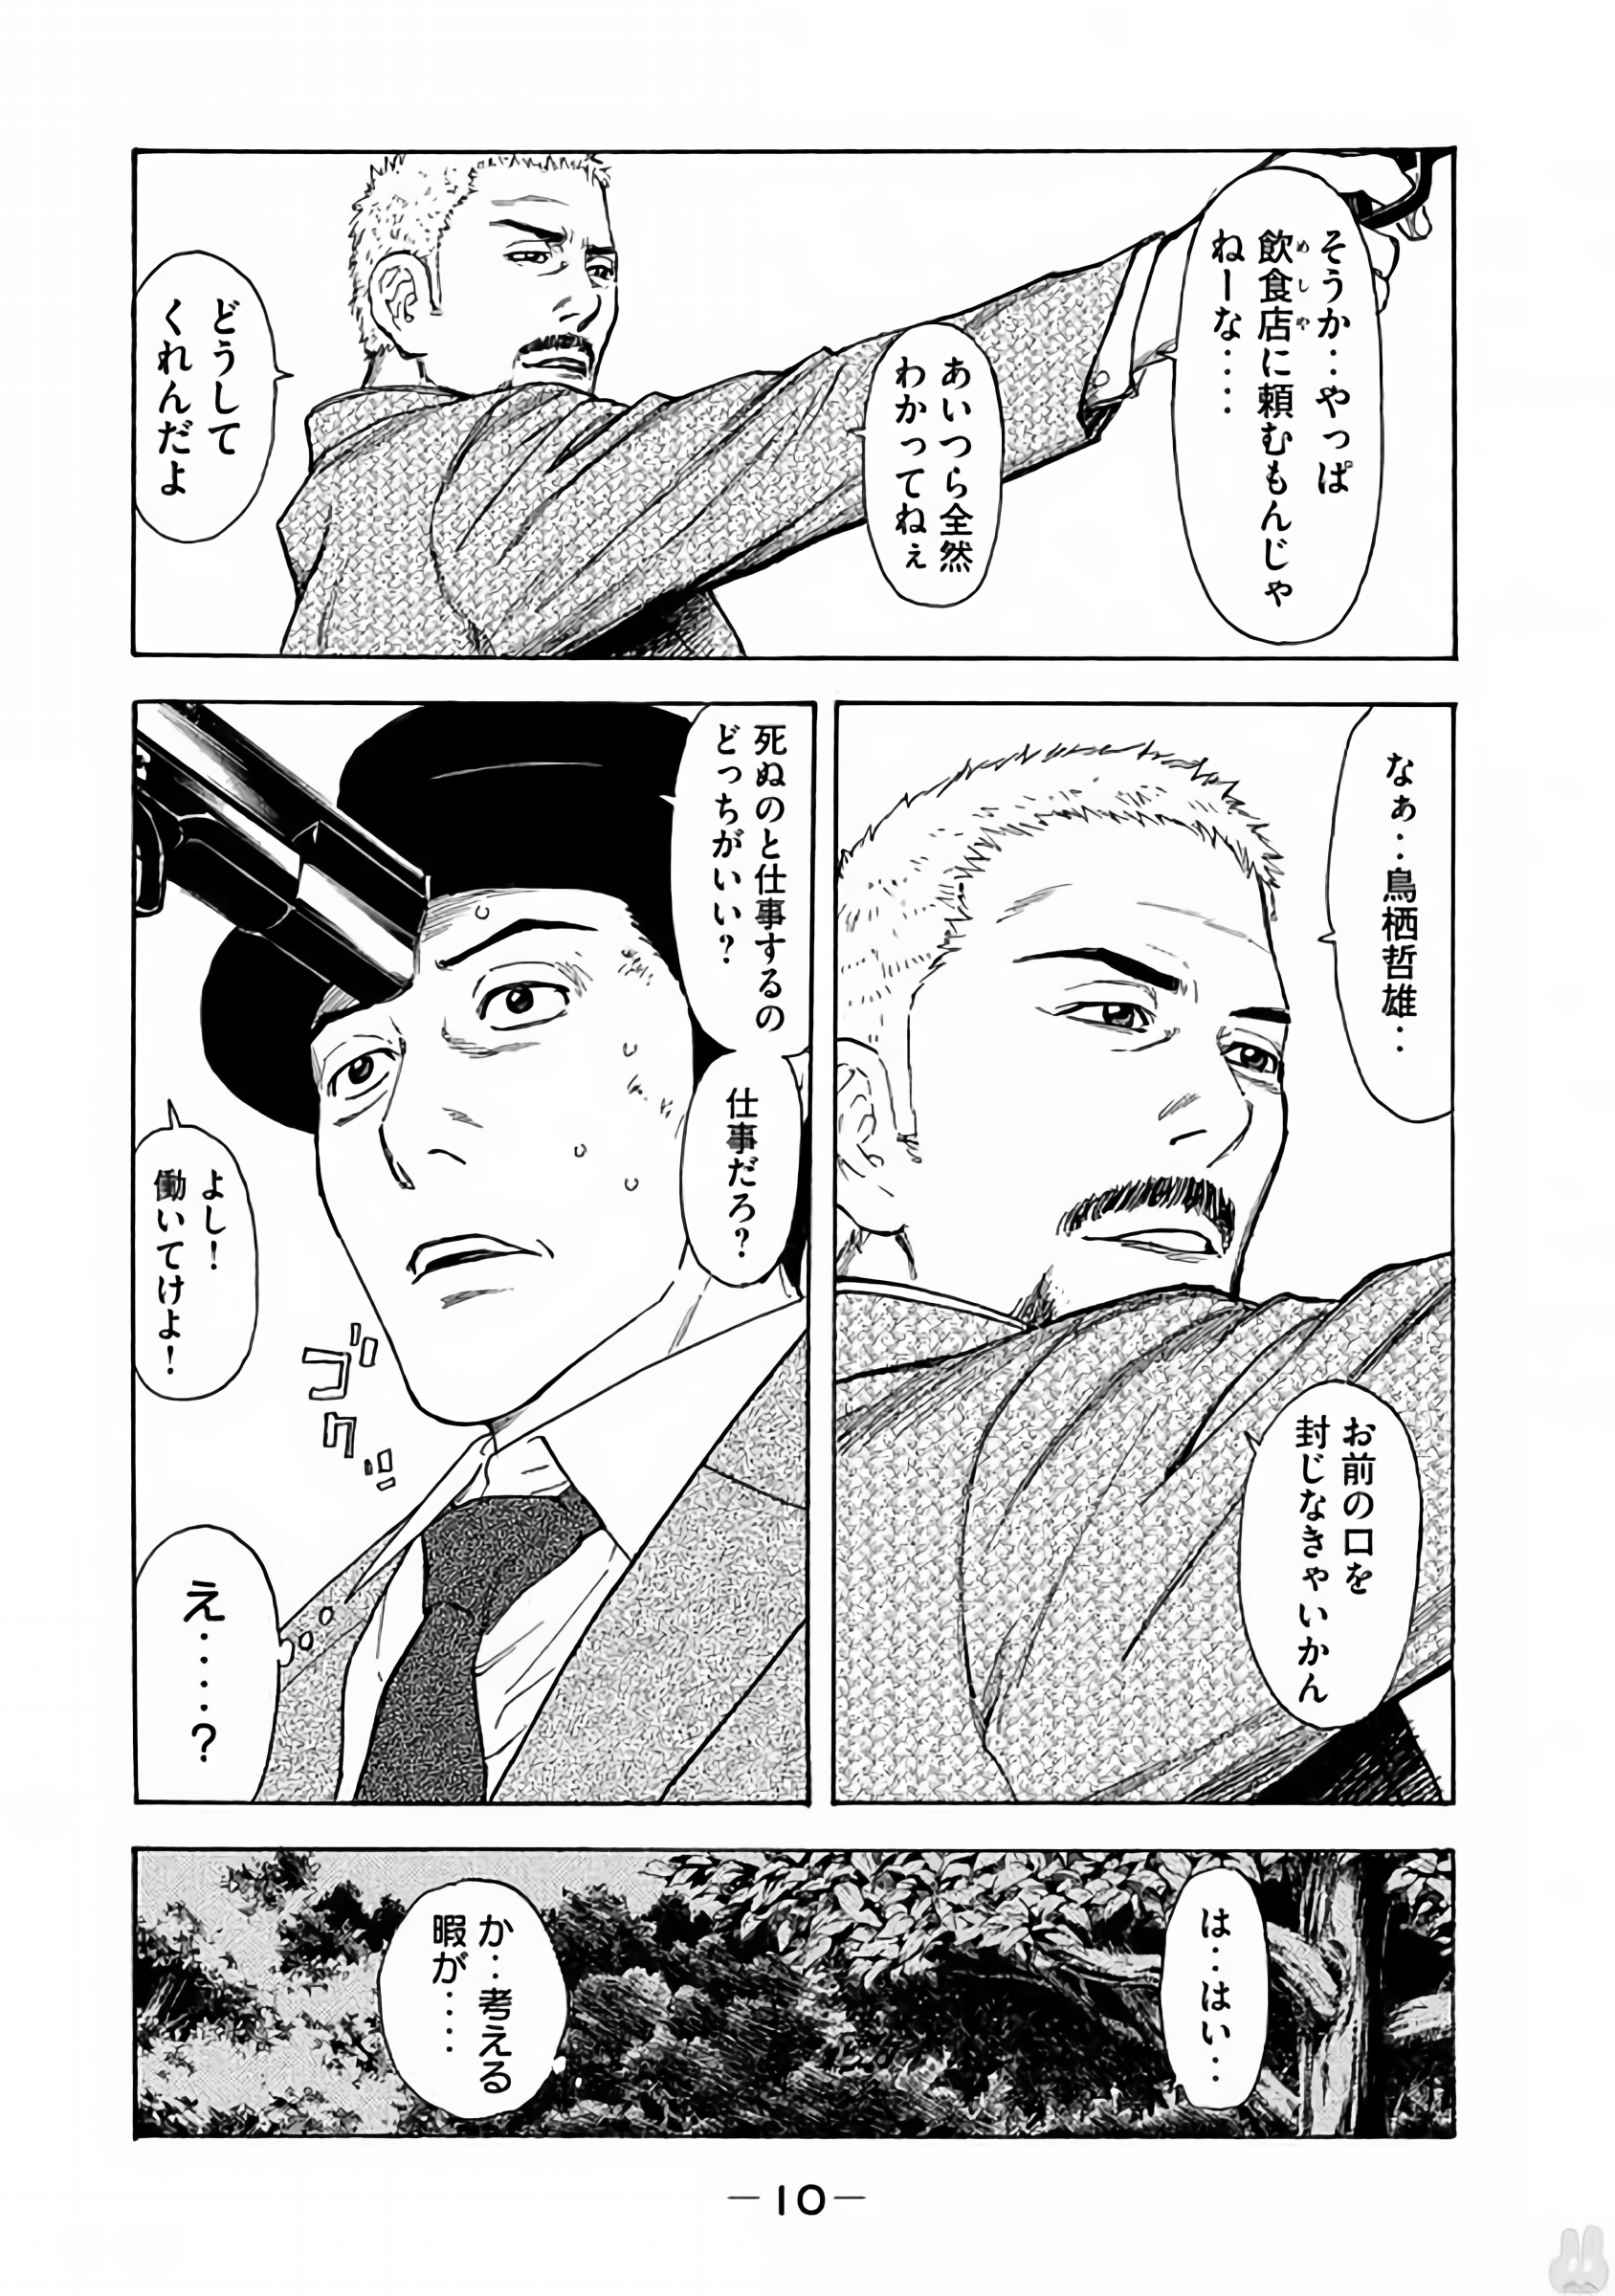 そうか‥やっぱ
飲食店に頼むもんじゃ
めしや
ねーな‥‥
あいつら全然
わかってねぇ
どうして
くれんだよ
なぁ‥鳥栖哲雄‥
お前の口を
封じなきゃいかん
死ぬのと仕事するの
どっちがいい?
仕事だろ?
よし!
働いてけよ!
ゴクッ
え‥‥?
は‥はい‥
か‥考える
暇が‥‥
—10—